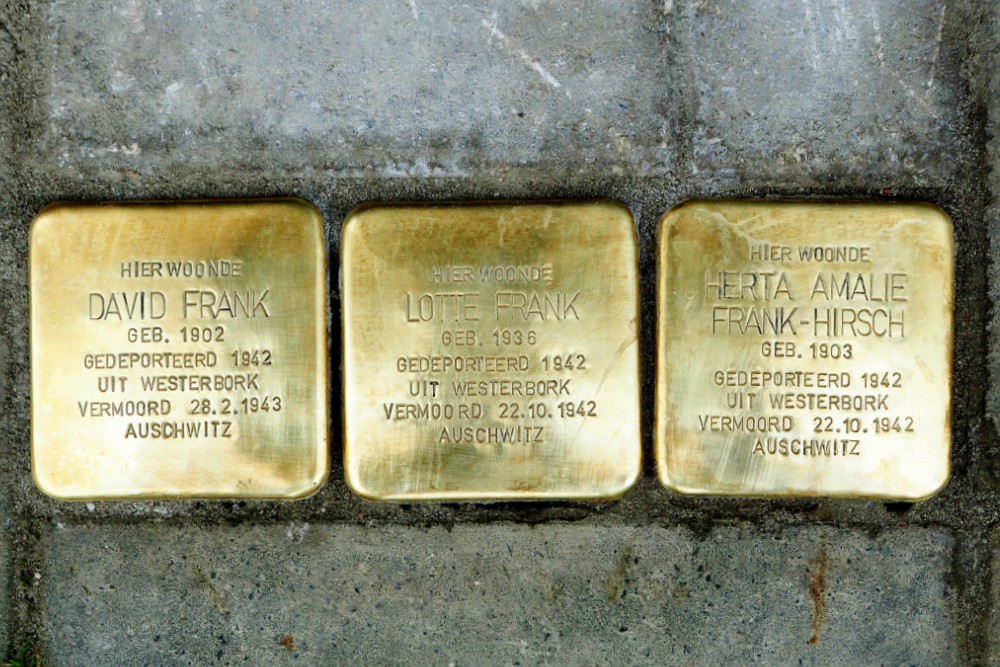 HIER WOONDE
DAVID FRANK
GEB. 1902
GEDEPORTEERD 1942
UIT WESTERBORK
VERMOORD 28.2.1943
AUSCHWITZ
HIER WOONDE
LOTTE FRANK
GEB. 1936
GEDEPORTEERD 1942
UIT WESTERBORK
VERMOORD 22.10.1942
AUSCHWITZ
HIER WOONDE
HERTA AMALIE
FRANK-HIRSCH
GEB. 1903
GEDEPORTEERD 1942
UIT WESTERBORK
VERMOORD 22.10.1942
AUSCHWITZ